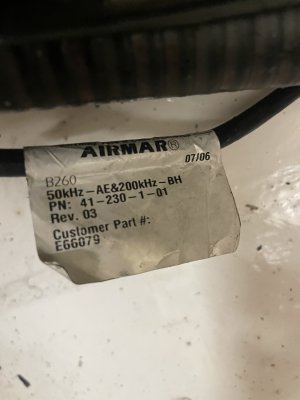 AIRMAR®
07/06
B260
50kHz-AE&200kHz-BH
PN: 41-230-1-01
Rev. 03
Customer Part #:
E66079